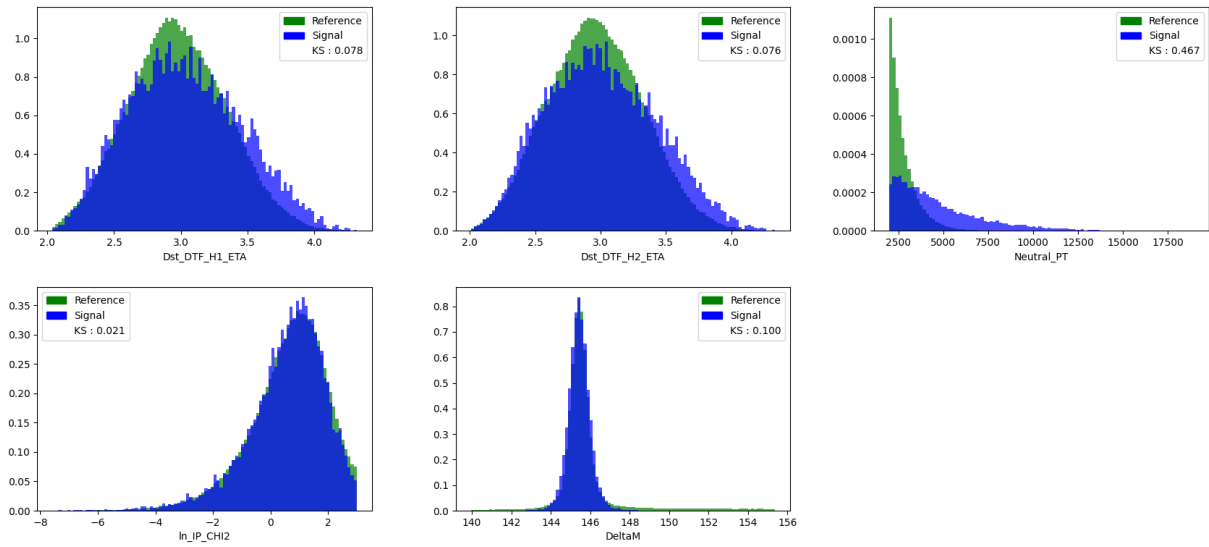 Reference
Signal
KS : 0.078
0.0
0.2
0.4
0.6
0.8
1.0
2.0 2.5 3.0 3.5 4.0
Dst_DTF_H1_ETA
Reference
Signal
KS : 0.076
0.0
0.2
0.4
0.6
0.8
1.0
2.0 2.5 3.0 3.5 4.0
Dst_DTF_H2_ETA
Reference
Signal
KS : 0.467
0.0000
0.0002
0.0004
0.0006
0.0008
0.0010
2500 5000 7500 10000 12500 15000 17500
Neutral_PT
Reference
Signal
KS : 0.021
0.00
0.05
0.10
0.15
0.20
0.25
0.30
0.35
−8 −6 −4 −2 0 2
ln_IP_CHI2
Reference
Signal
KS : 0.100
0.0
0.1
0.2
0.3
0.4
0.5
0.6
0.7
0.8
140 142 144 146 148 150 152 154 156
DeltaM